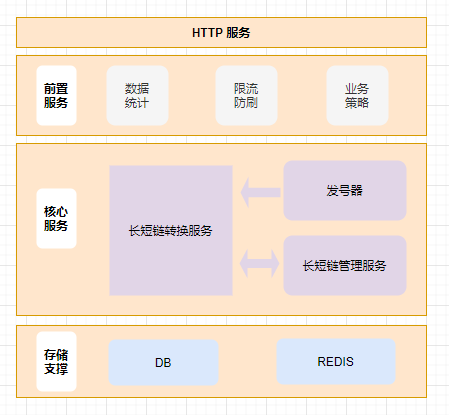 HTTP 服务
前置
服务
数据
统计
限流
防刷
业务
策略
核心
服务
长短链转换服务
发号器
长短链管理服务
存储
支撑
DB
REDIS